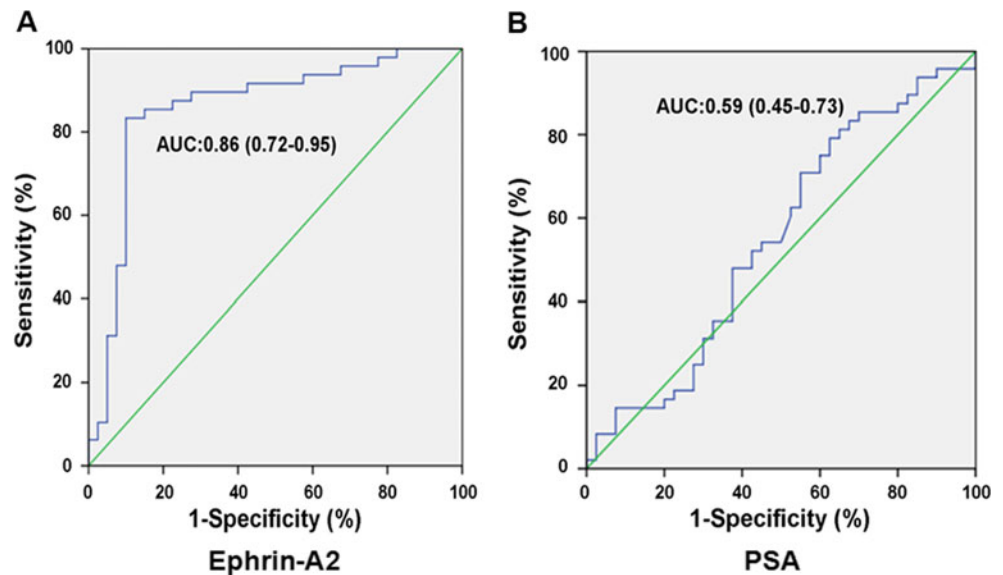 A
100
80
60
40
20
0
Sensitivity (%)
AUC:0.86 (0.72-0.95)
0 20 40 60 80 100
1-Specificity (%)
Ephrin-A2
B
100
80
60
40
20
0
Sensitivity (%)
AUC:0.59 (0.45-0.73)
0 20 40 60 80 100
1-Specificity (%)
PSA